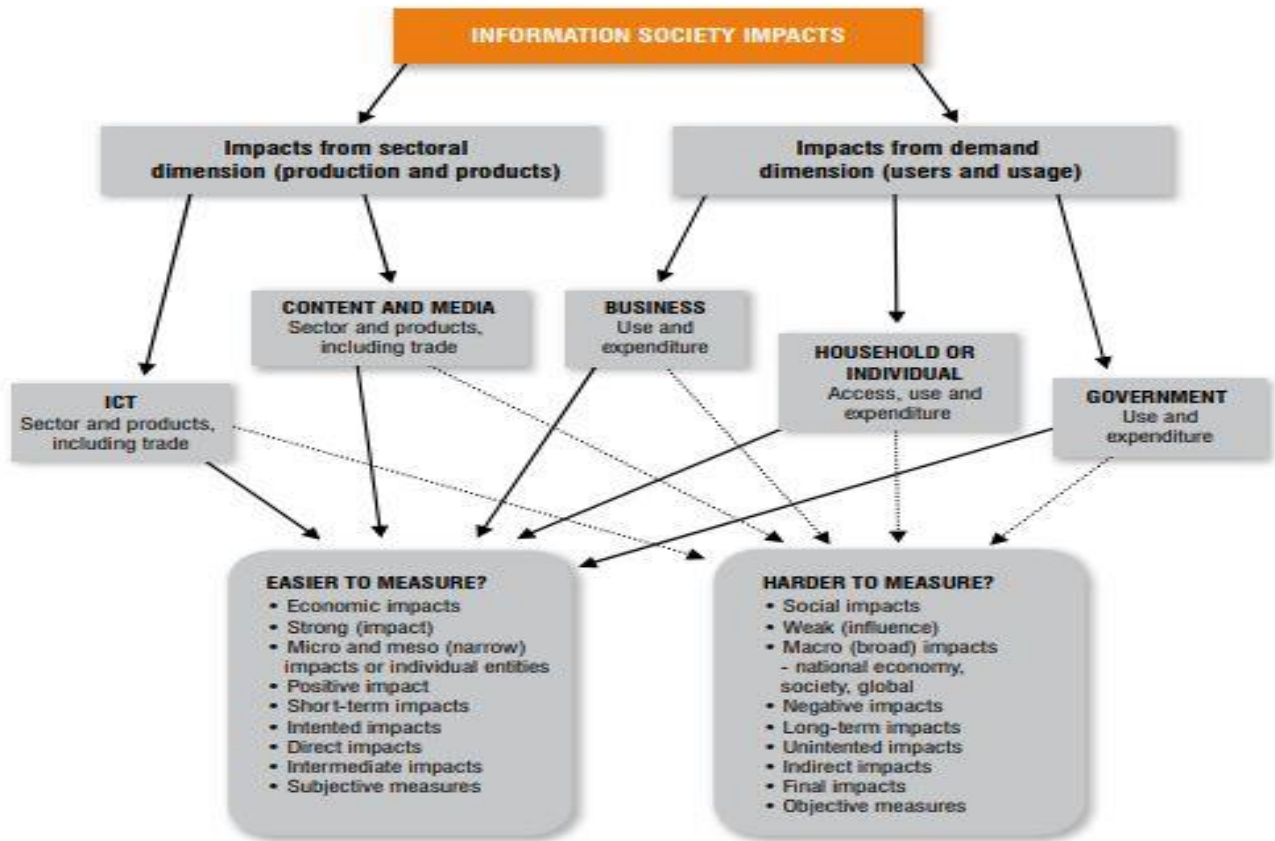 INFORMATION SOCIETY IMPACTS
Impacts from sectoral
dimension (production and products)
Impacts from demand
dimension (users and usage)
CONTENT AND MEDIA
Sector and products,
including trade
BUSINESS
Use and
expenditure
HOUSEHOLD OR
INDIVIDUAL
Access, use and
expenditure
ICT
Sector and products,
including trade
GOVERNMENT
Use and
expenditure
EASIER TO MEASURE?
• Economic impacts
• Strong (impact)
• Micro and meso (narrow)
impacts or individual entities
• Positive impact
• Short-term impacts
• Intented impacts
• Direct impacts
• Intermediate impacts
• Subjective measures
HARDER TO MEASURE?
• Social impacts
• Weak (influence)
• Macro (broad) impacts
- national economy,
society, global
• Negative impacts
• Long-term impacts
• Unintented impacts
• Indirect impacts
• Final impacts
• Objective measures